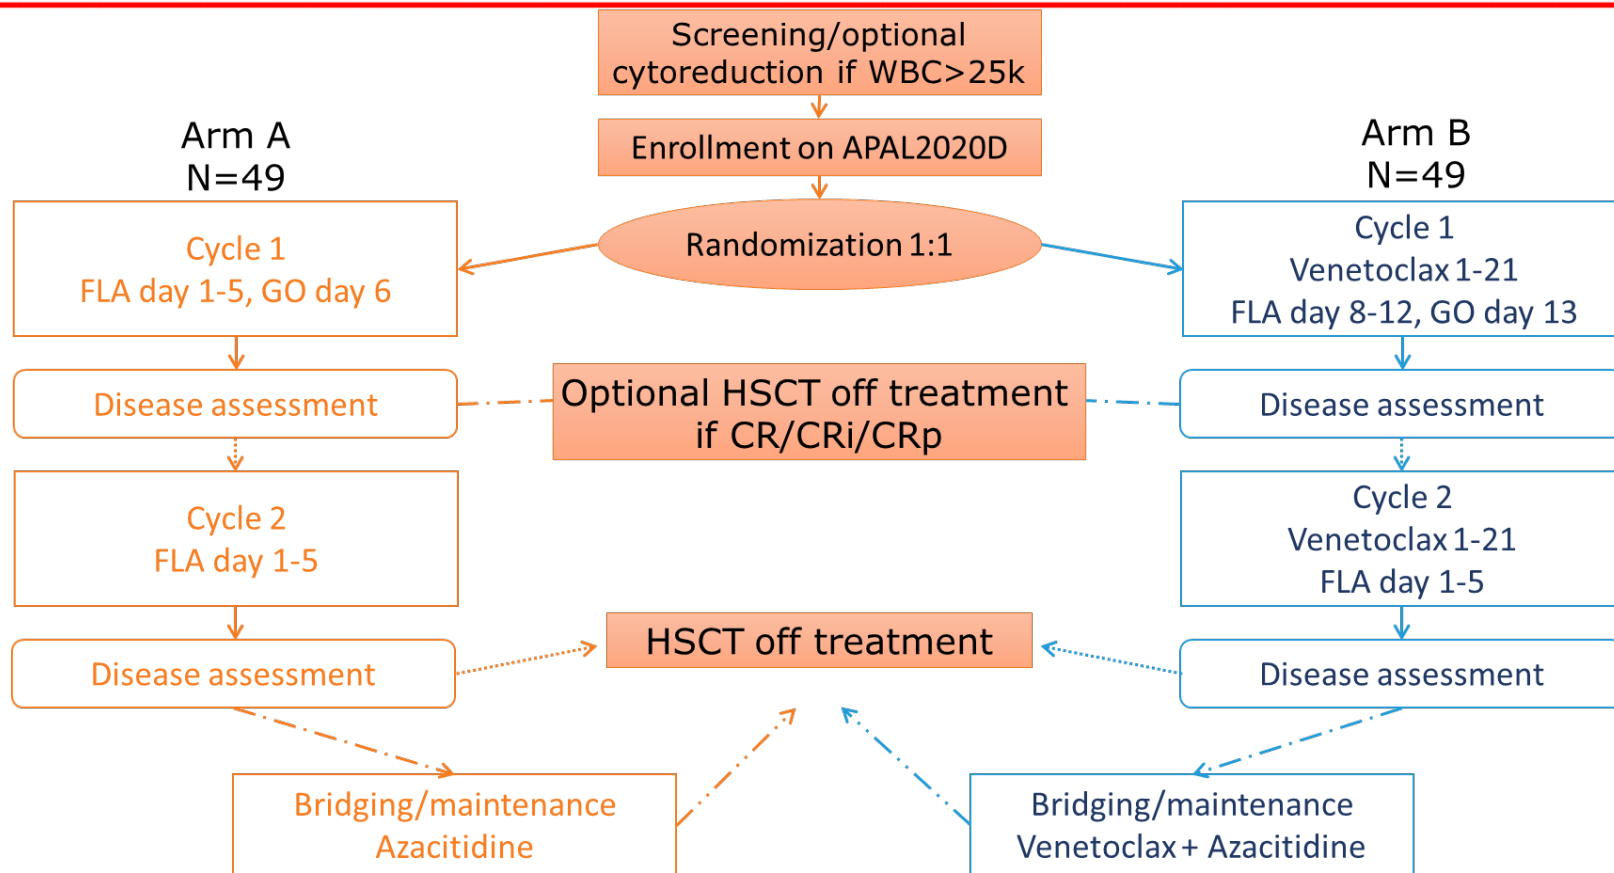 Screening/optional
cytoreduction if WBC>25k
Enrollment on APAL2020D
Randomization 1:1
Arm A
N=49
Arm B
N=49
Cycle 1
FLA day 1-5, GO day 6
Cycle 1
Venetoclax 1-21
FLA day 8-12, GO day 13
Disease assessment
Optional HSCT off treatment
if CR/CRi/CRp
Disease assessment
Cycle 2
FLA day 1-5
Cycle 2
Venetoclax 1-21
FLA day 1-5
Disease assessment
HSCT off treatment
Disease assessment
Bridging/maintenance
Azacitidine
Bridging/maintenance
Venetoclax + Azacitidine